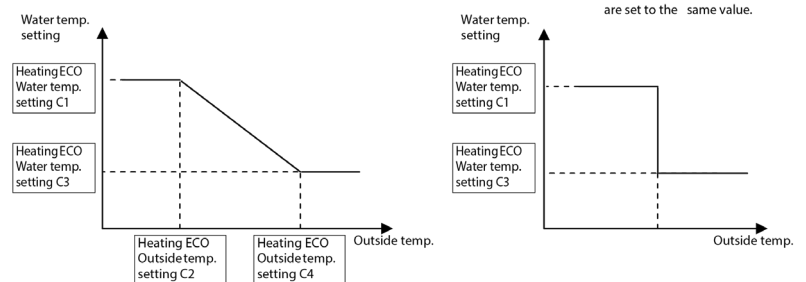 are set to the same value.
Water temp.
setting
Heating ECO
Water temp.
setting C1
Heating ECO
Water temp.
setting C3
Outside temp.
Heating ECO
Outside temp.
setting C2
Heating ECO
Outside temp.
setting C4
Water temp.
setting
Heating ECO
Water temp.
setting C1
Heating ECO
Water temp.
setting C3
Outside temp.